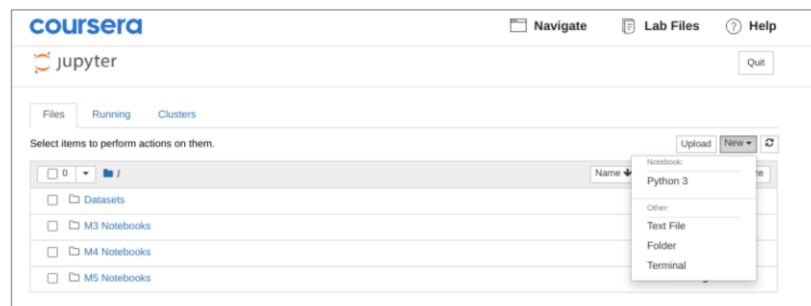 coursera
Navigate
Lab Files
Help
jupyter
Quit
Files
Running
Clusters
Select items to perform actions on them.
Upload
New
0
/
Name
Notebook:
Python 3
Other:
Text File
Folder
Terminal
Datasets
M3 Notebooks
M4 Notebooks
M5 Notebooks